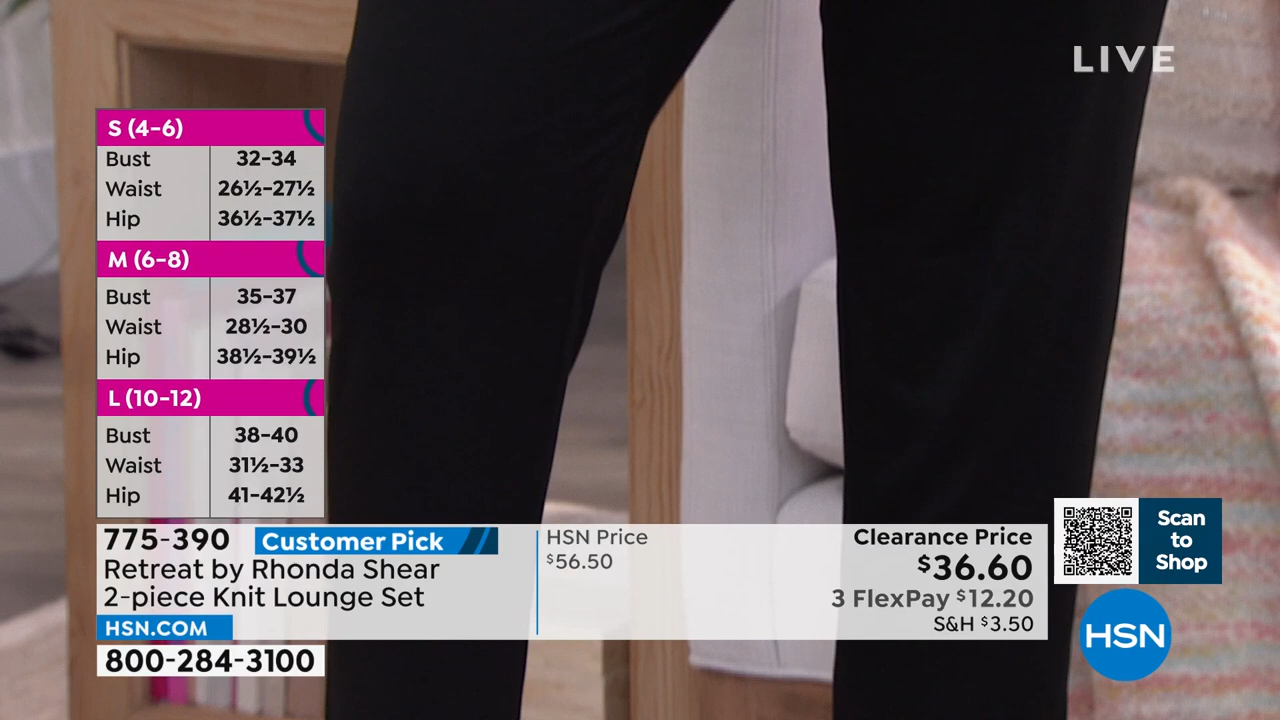 LIVE
S (4-6)
Bust 32-34
Waist 26½-27½
Hip 36½-37½
M (6-8)
Bust 35-37
Waist 28½-30
Hip 38½-39½
L (10-12)
Bust 38-40
Waist 31½-33
Hip 41-42½
775-390 Customer Pick
Retreat by Rhonda Shear
2-piece Knit Lounge Set
HSN.COM
800-284-3100
HSN Price
$56.50
Clearance Price
$36.60
3 FlexPay $12.20
S&H $3.50
Scan
to
Shop
HSN